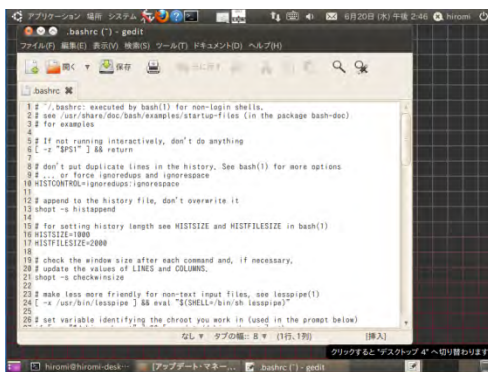 アプリケーション 場所 システム 6月20日 (水) 午後 2:46 hiromi
.bashrc (~) - gedit
ファイル(F) 編集(E) 表示(V) 検索(S) ツール(T) ドキュメント(D) ヘルプ(H)
開く 保存 元に戻す
.bashrc
1 # ~/.bashrc: executed by bash(1) for non-login shells.
2 # see /usr/share/doc/bash/examples/startup-files (in the package bash-doc)
3 # for examples
4
5 # If not running interactively, don't do anything
6 [ -z "$PS1" ] && return
7
8 # don't put duplicate lines in the history. See bash(1) for more options
9 # ... or force ignoredups and ignorespace
10 HISTCONTROL=ignoredups:ignorespace
11
12 # append to the history file, don't overwrite it
13 shopt -s histappend
14
15 # for setting history length see HISTSIZE and HISTFILESIZE in bash(1)
16 HISTSIZE=1000
17 HISTFILESIZE=2000
18
19 # check the window size after each command and, if necessary,
20 # update the values of LINES and COLUMNS.
21 shopt -s checkwinsize
22
23 # make less more friendly for non-text input files, see lesspipe(1)
24 [ -x /usr/bin/lesspipe ] && eval "$(SHELL=/bin/sh lesspipe)"
25
26 # set variable identifying the chroot you work in (used in the prompt below)
なし タブの幅: 8 (1行, 1列) [挿入]
クリックすると "デスクトップ 4" へ切り替わります
hiromi@hiromi-desk... [アップデート・マネー... .bashrc (~) - gedit